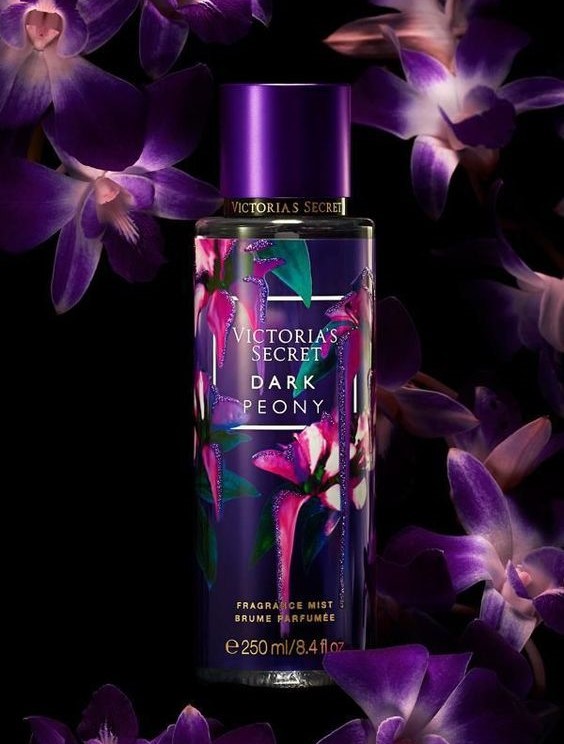 VICTORIA'S SECRET
VICTORIA'S
SECRET
DARK
PEONY
FRAGRANCE MIST
BRUME PARFUMÉE
℮ 250 ml/8.4 fl oz